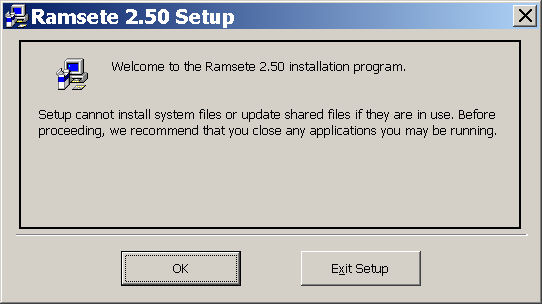 Ramsete 2.50 Setup
Welcome to the Ramsete 2.50 installation program.
Setup cannot install system files or update shared files if they are in use. Before
proceeding, we recommend that you close any applications you may be running.
OK
Exit Setup